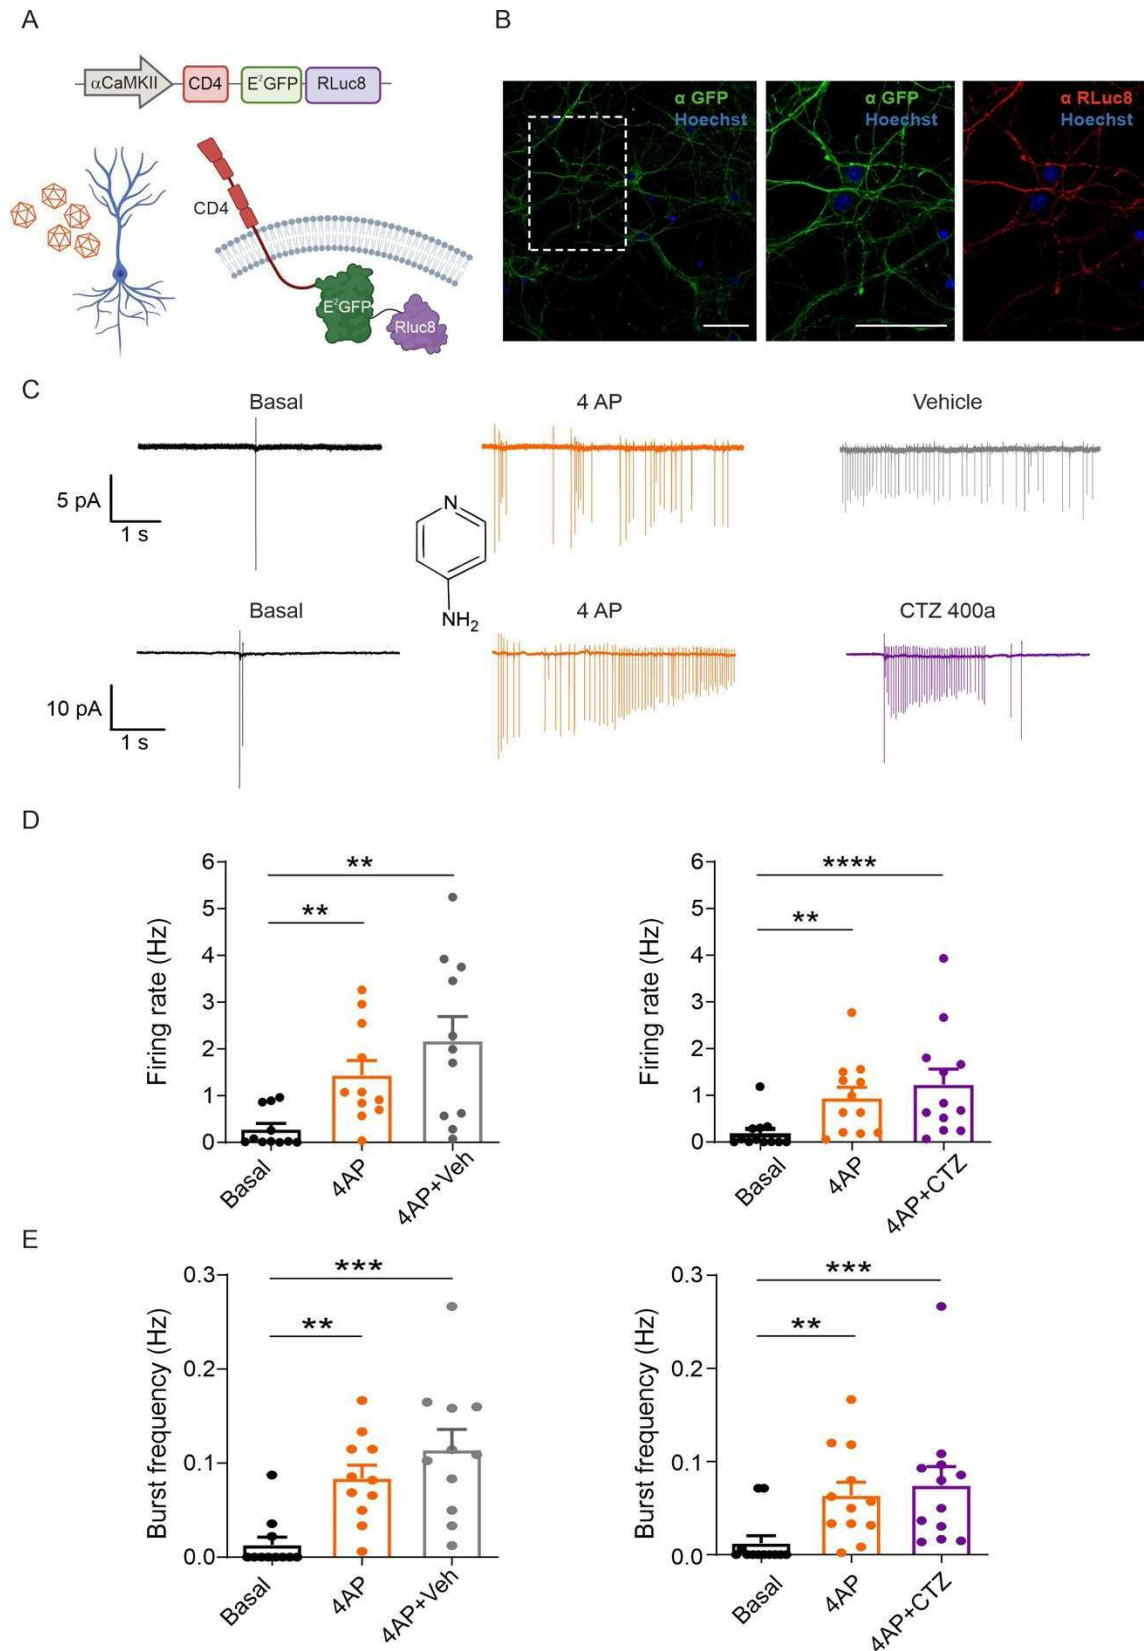 A
αCaMKII
CD4
E²GFP
RLuc8
CD4
E²GFP
Rluc8
B
α GFP
Hoechst
α GFP
Hoechst
α RLuc8
Hoechst
C
Basal
4 AP
Vehicle
5 pA
1 s
N
NH₂
Basal
4 AP
CTZ 400a
10 pA
1 s
D
Firing rate (Hz)
6
5
4
3
2
1
0
**
**
Basal
4AP
4AP+Veh
Firing rate (Hz)
6
5
4
3
2
1
0
****
**
Basal
4AP
4AP+CTZ
E
Burst frequency (Hz)
0.3
0.2
0.1
0.0
***
**
Basal
4AP
4AP+Veh
Burst frequency (Hz)
0.3
0.2
0.1
0.0
***
**
Basal
4AP
4AP+CTZ